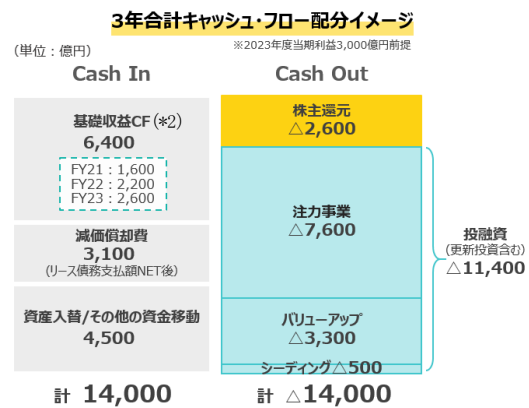 3年合計キャッシュ・フロー配分イメージ
(単位：億円)
※2023年度当期利益3,000億円前提
Cash In
Cash Out
基礎収益CF(*2)
6,400
FY21：1,600
FY22：2,200
FY23：2,600
減価償却費
3,100
(リース債務支払額NET後)
資産入替/その他の資金移動
4,500
計 14,000
株主還元
△2,600
注力事業
△7,600
バリューアップ
△3,300
シーディング△500
計 △14,000
投融資
(更新投資含む)
△11,400